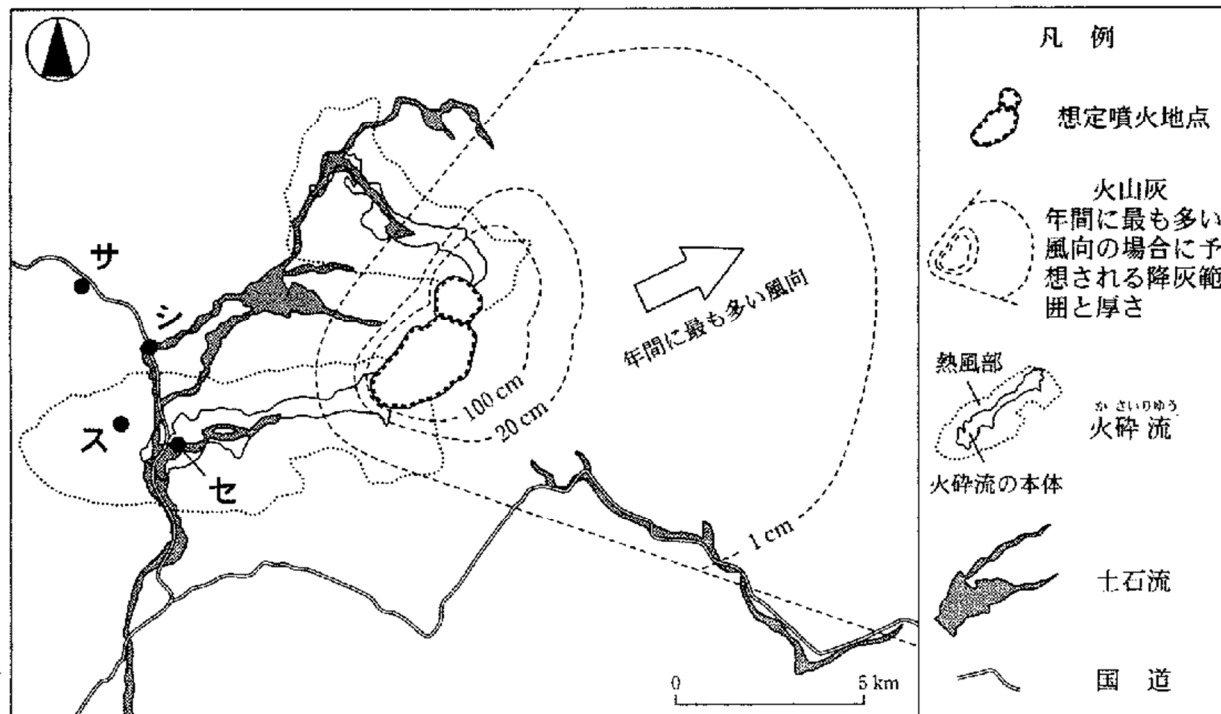 サ
シ
ス
セ
年間に最も多い風向
100 cm
20 cm
1 cm
0 5 km
凡 例
想定噴火地点
火山灰
年間に最も多い
風向の場合に予
想される降灰範
囲と厚さ
熱風部
かさいりゆう
火砕流
火砕流の本体
土石流
国 道